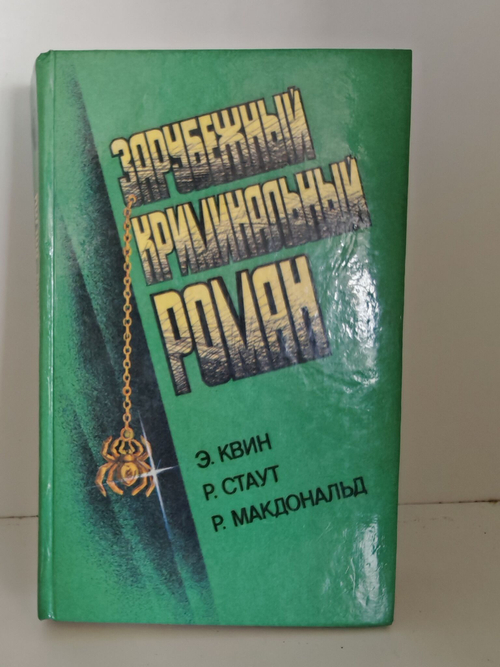 ЗАРУБЕЖНЫЙ
КРИМИНАЛЬНЫЙ
РОМАН
Э. КВИН
Р. СТАУТ
Р. МАКДОНАЛЬД